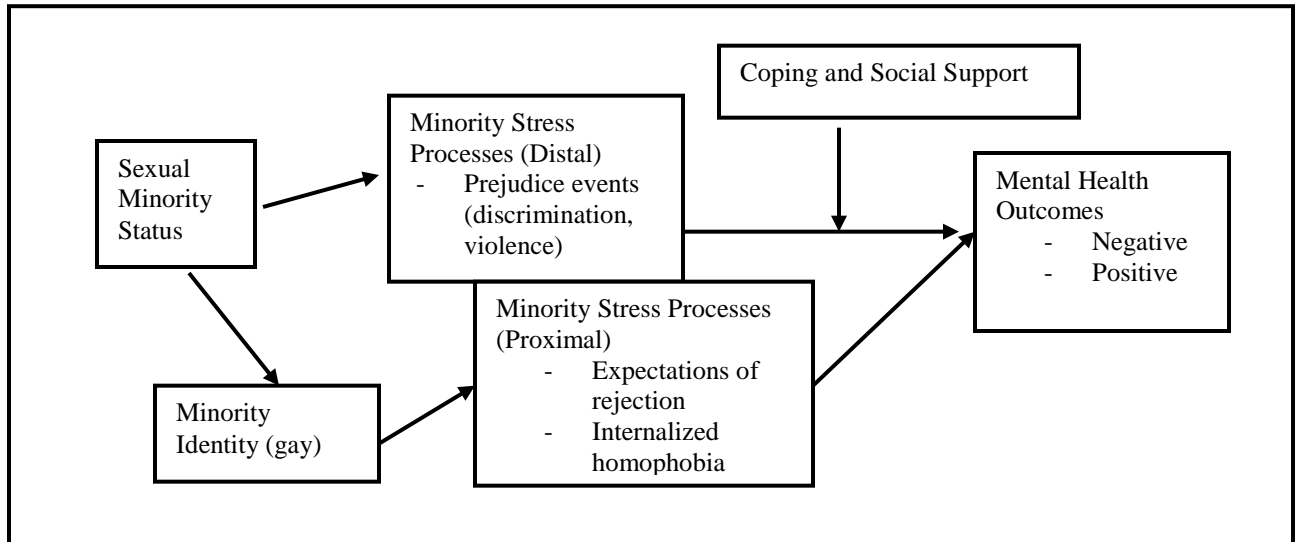 Coping and Social Support
Minority Stress
Processes (Distal)
- Prejudice events
(discrimination,
violence)
Sexual
Minority
Status
Mental Health
Outcomes
- Negative
- Positive
Minority Stress Processes
(Proximal)
- Expectations of
rejection
- Internalized
homophobia
Minority
Identity (gay)